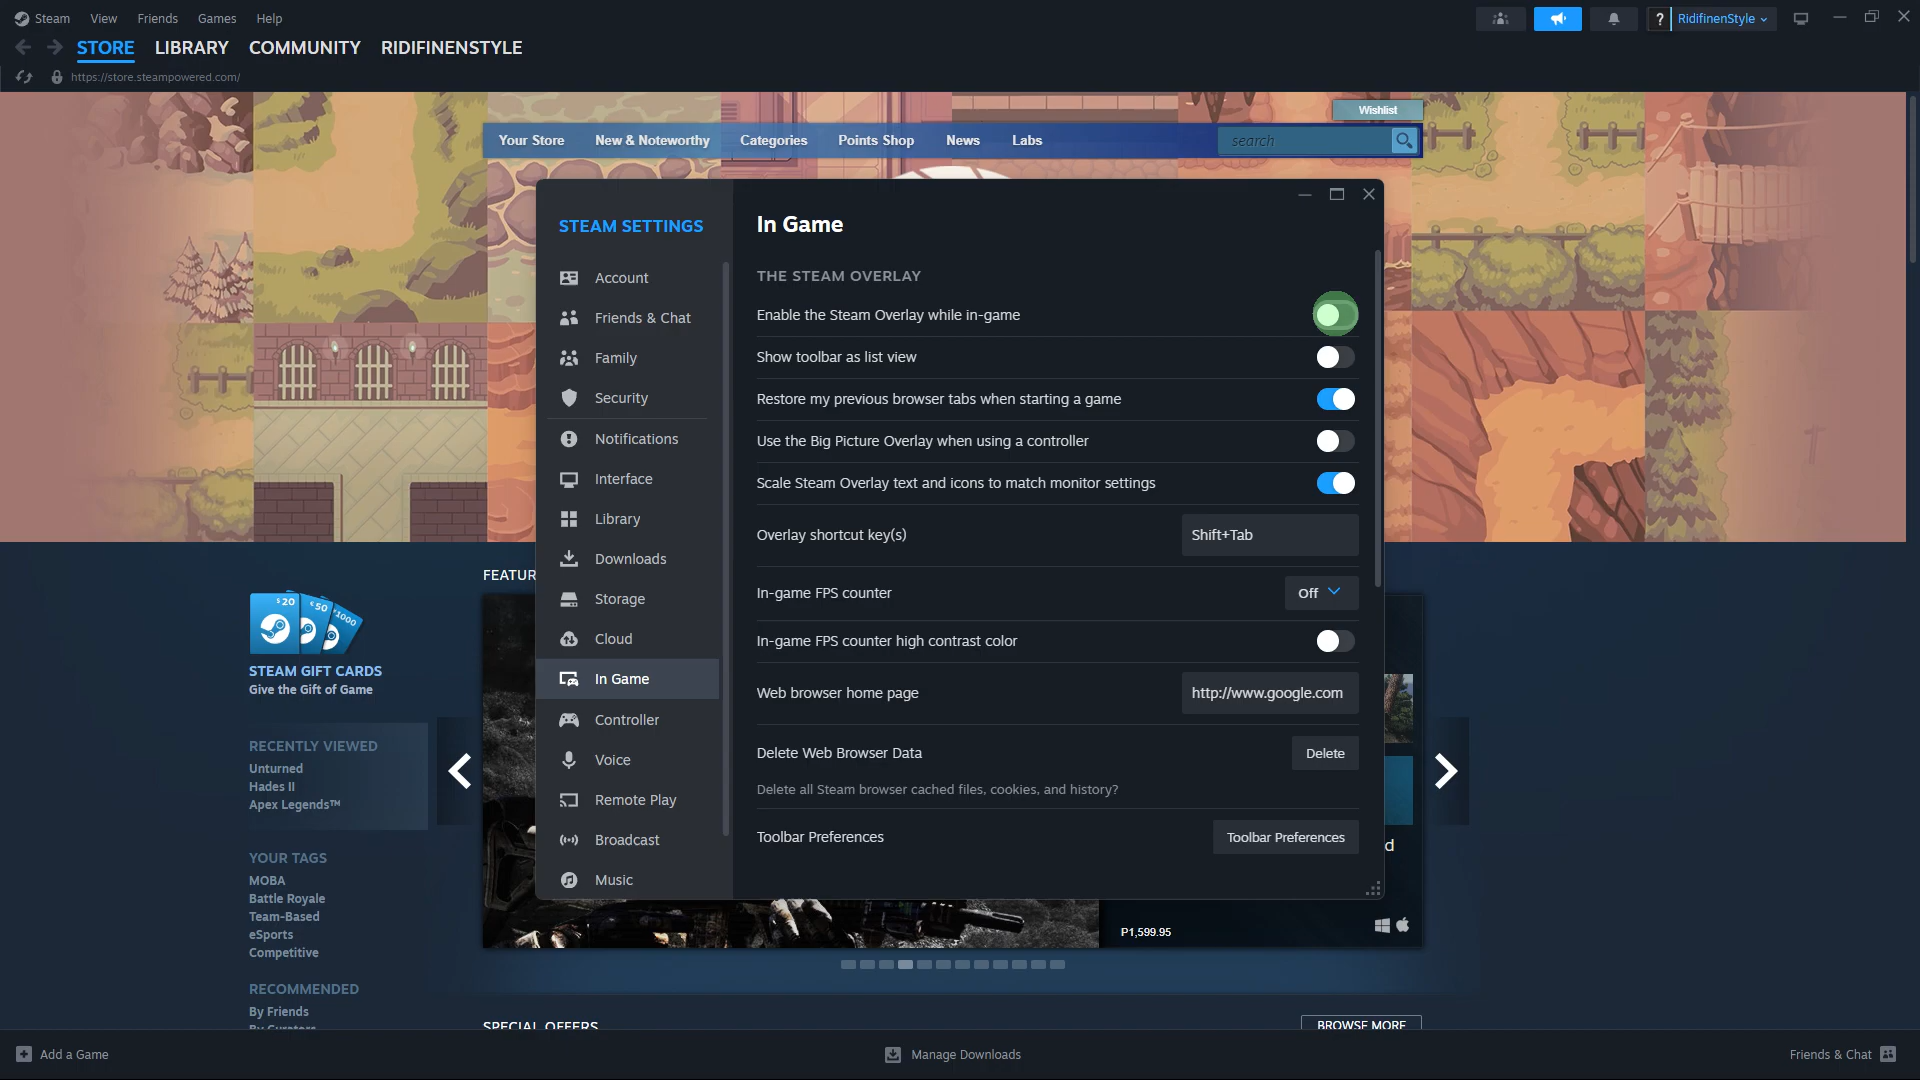 Steam View Friends Games Help
? RidifinenStyle
STORE LIBRARY COMMUNITY RIDIFINENSTYLE
https://store.steampowered.com/
Wishlist
Your Store New & Noteworthy Categories Points Shop News Labs search
STEAM SETTINGS
Account
Friends & Chat
Family
Security
Notifications
Interface
Library
Downloads
Storage
Cloud
In Game
Controller
Voice
Remote Play
Broadcast
Music
In Game
THE STEAM OVERLAY
Enable the Steam Overlay while in-game
Show toolbar as list view
Restore my previous browser tabs when starting a game
Use the Big Picture Overlay when using a controller
Scale Steam Overlay text and icons to match monitor settings
Overlay shortcut key(s) Shift+Tab
In-game FPS counter Off
In-game FPS counter high contrast color
Web browser home page http://www.google.com
Delete Web Browser Data Delete
Delete all Steam browser cached files, cookies, and history?
Toolbar Preferences Toolbar Preferences
FEATUR
$20 €50 $1000
STEAM GIFT CARDS
Give the Gift of Game
RECENTLY VIEWED
Unturned
Hades II
Apex Legends™
YOUR TAGS
MOBA
Battle Royale
Team-Based
eSports
Competitive
RECOMMENDED
By Friends
By Curators
d
P1,599.95
SPECIAL OFFERS
BROWSE MORE
Add a Game Manage Downloads Friends & Chat